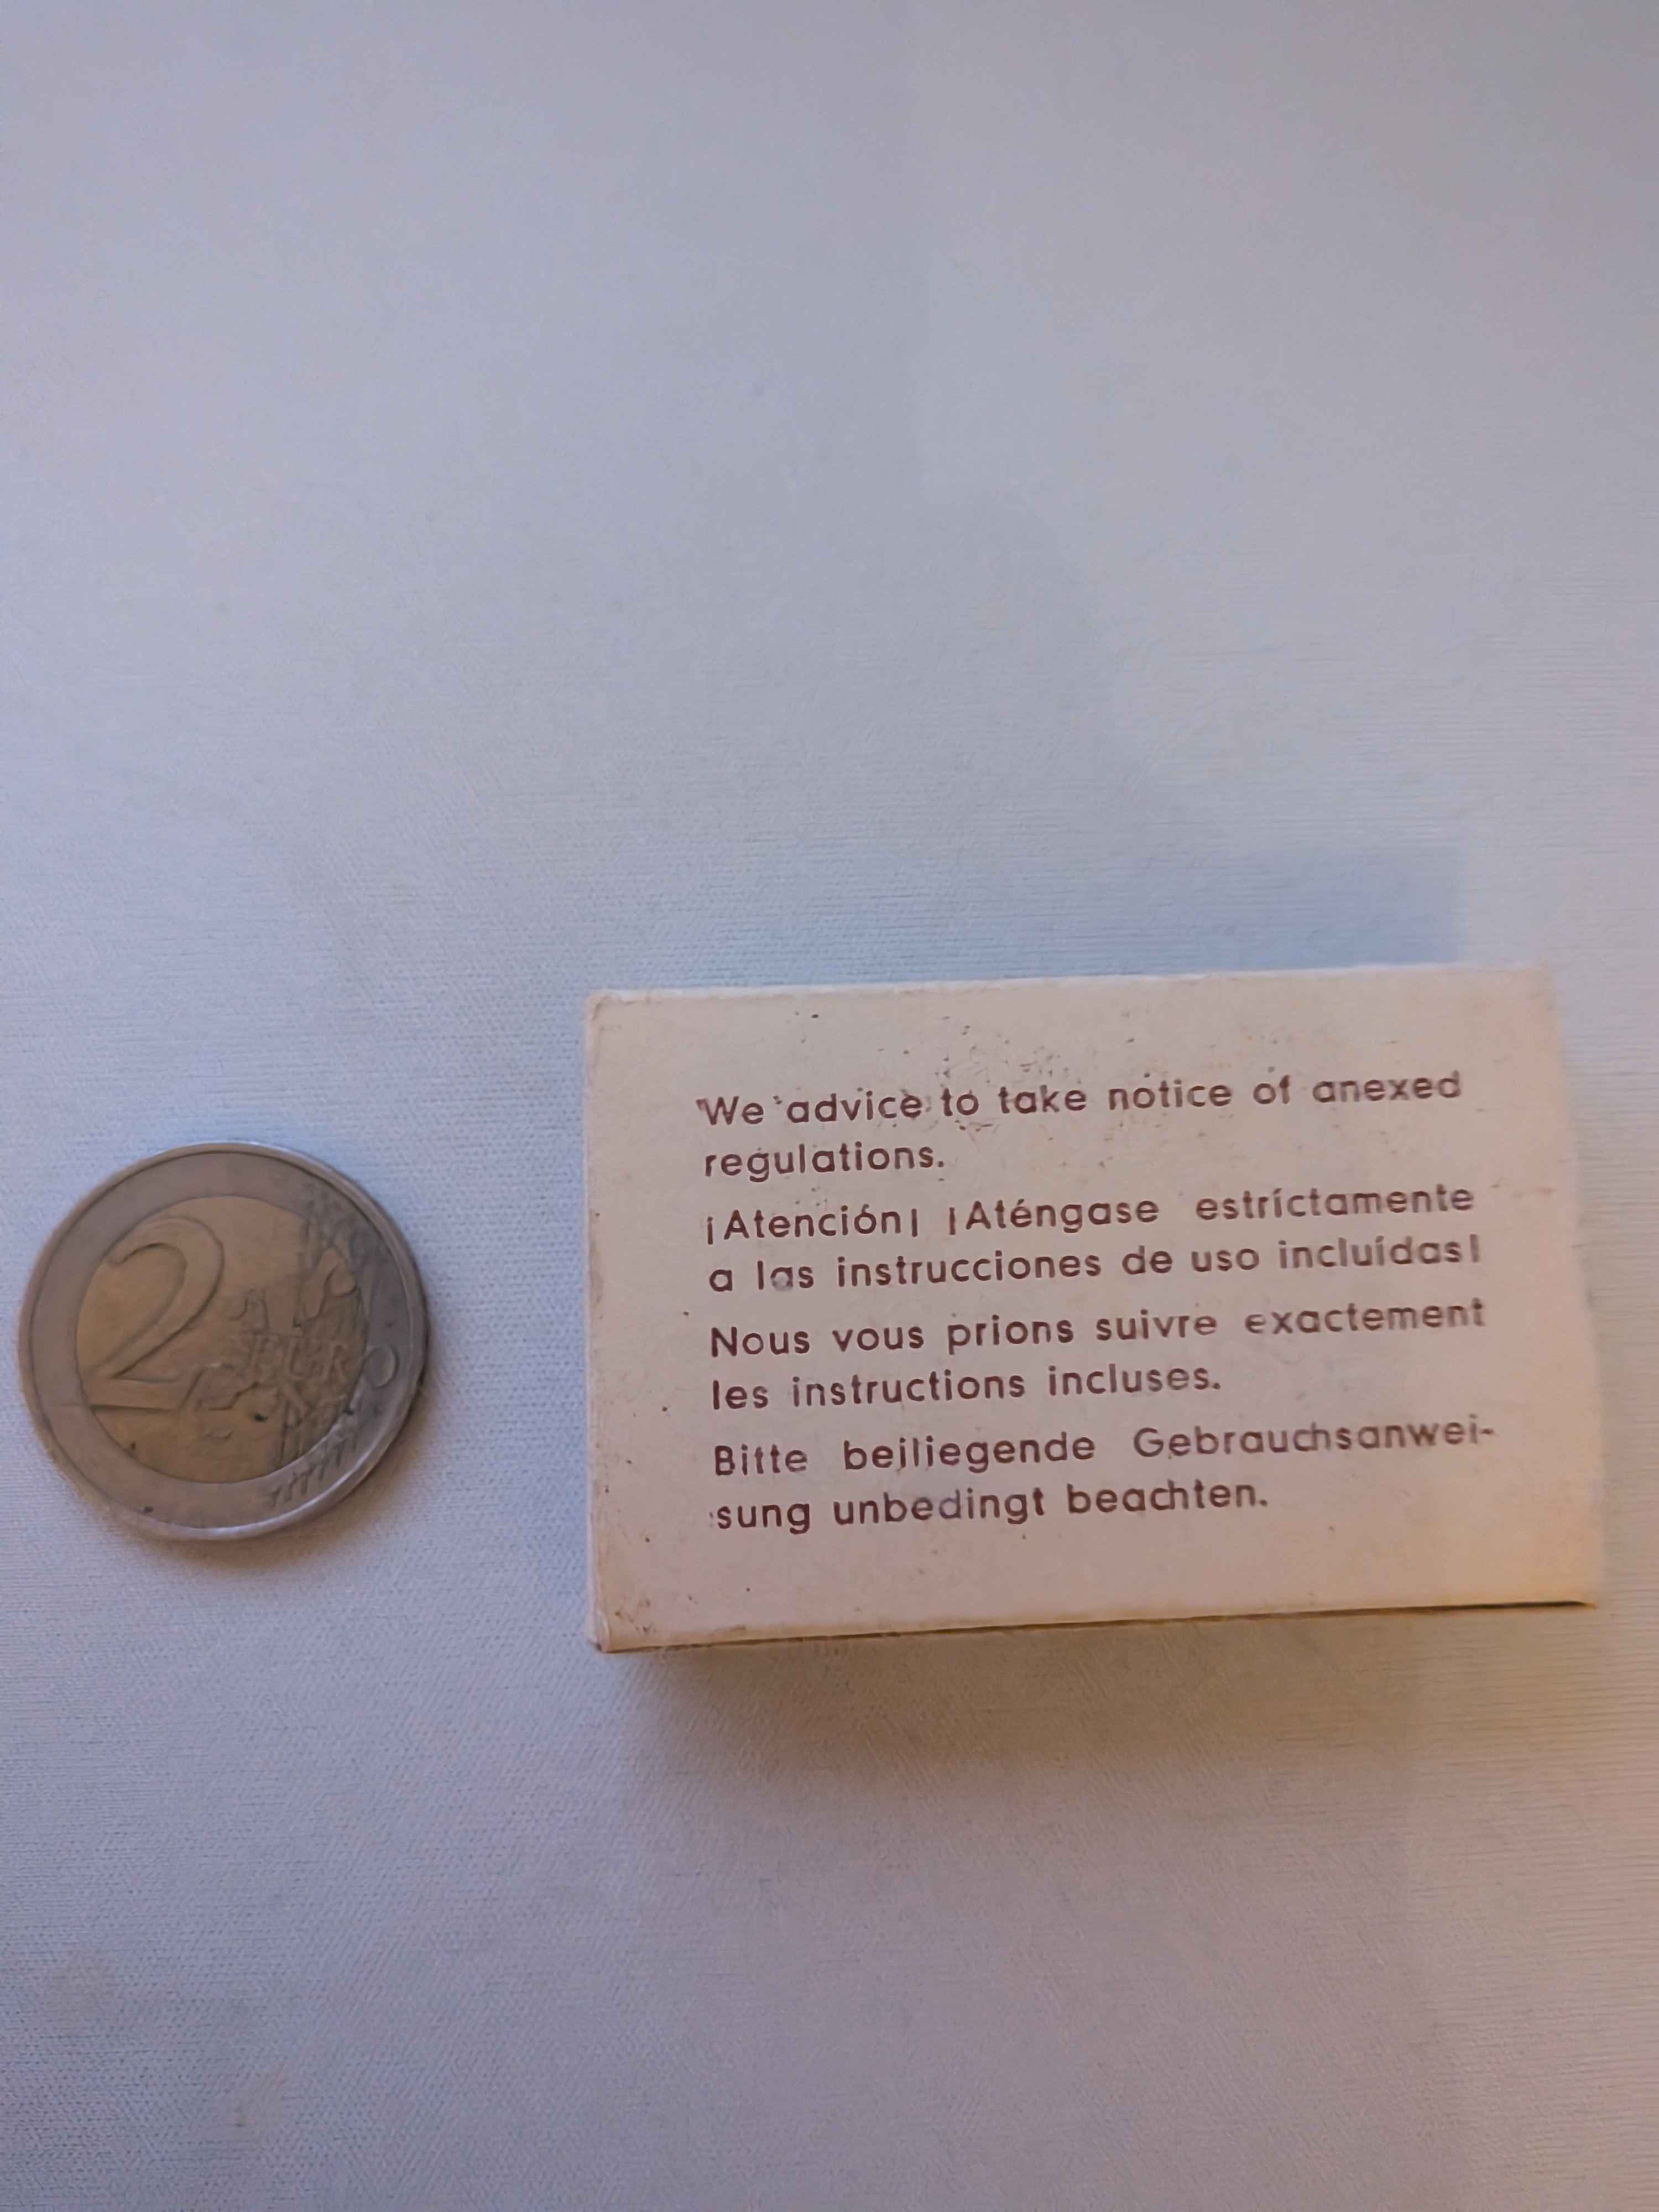 2
EUR
We advice to take notice of anexed
regulations.
¡Atención¡ ¡Aténgase estríctamente
a las instrucciones de uso incluídas!
Nous vous prions suivre exactement
les instructions incluses.
Bitte beiliegende Gebrauchsanwei-
sung unbedingt beachten.